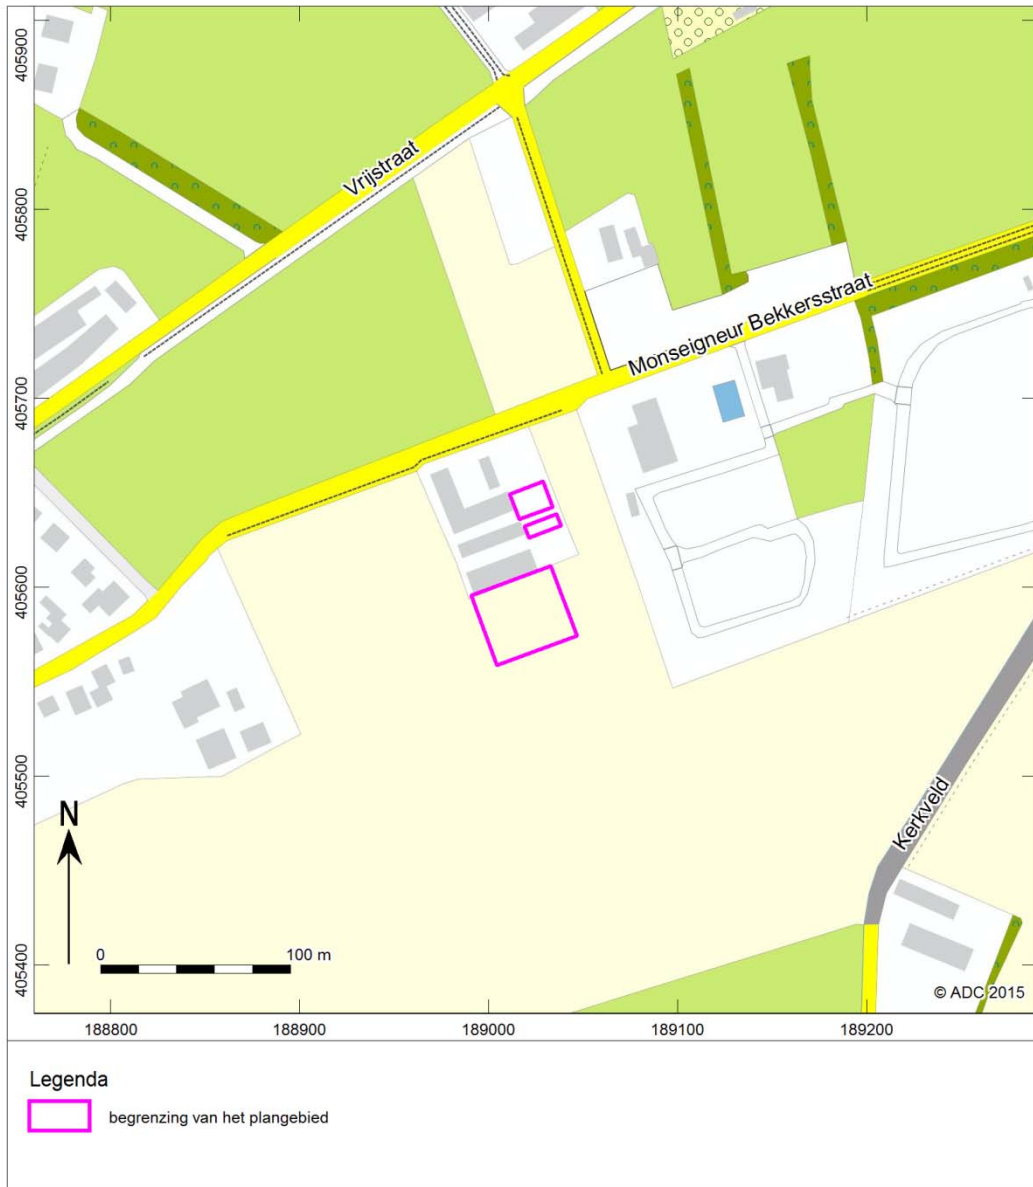 405900
405800
405700
405600
405500
405400
Vrijstraat
Monseigneur Bekkersstraat
Kerkveld
N
0 100 m
© ADC 2015
188800 188900 189000 189100 189200
Legenda
begrenzing van het plangebied